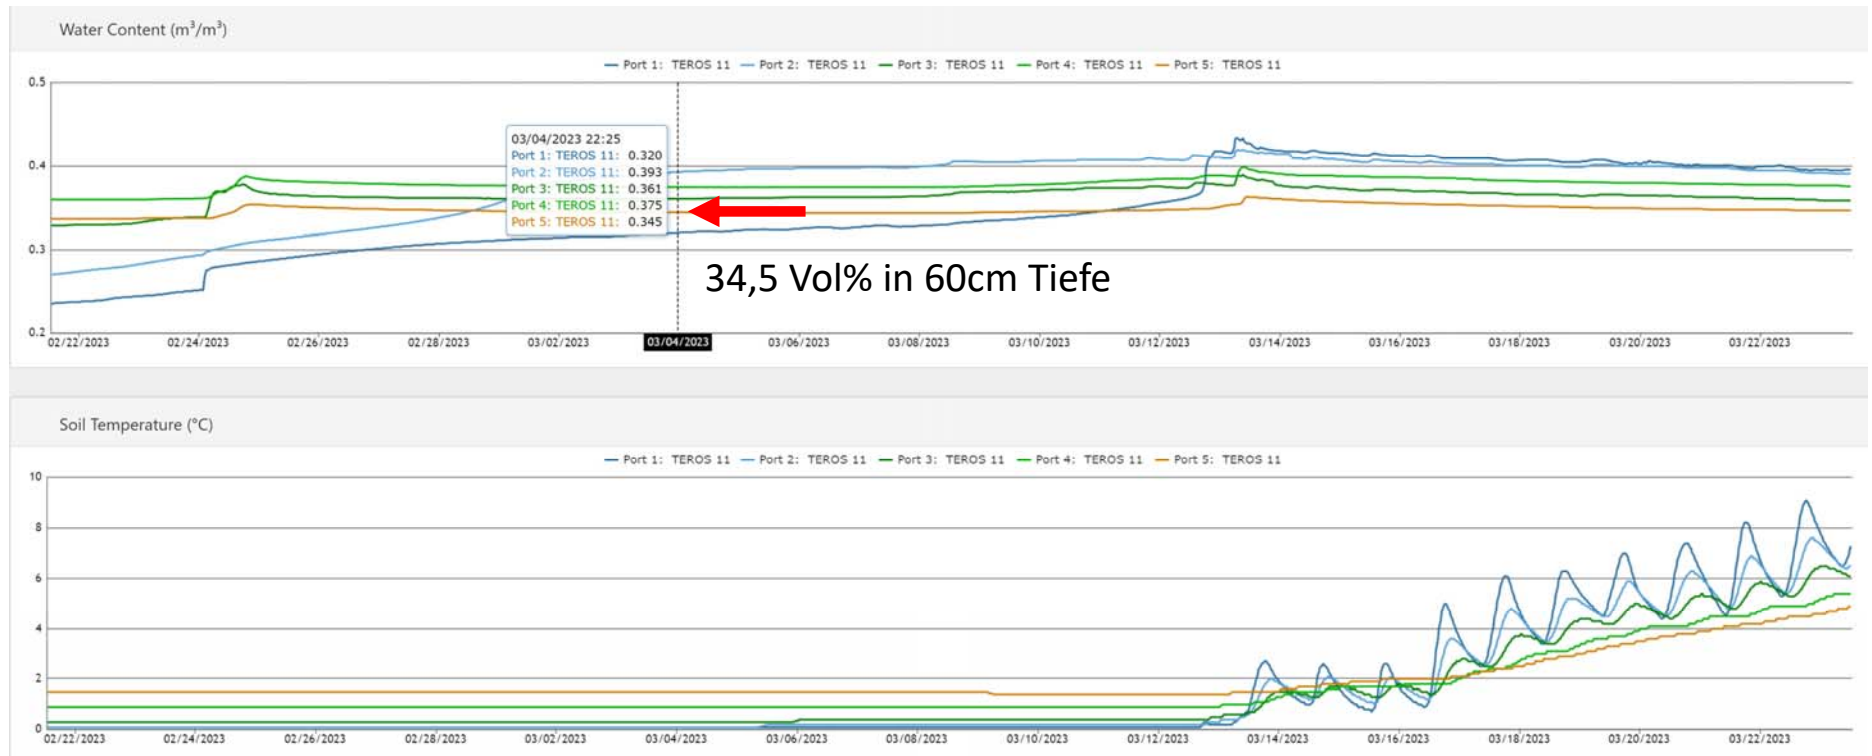 Water Content (m³/m³)
Port 1: TEROS 11 Port 2: TEROS 11 Port 3: TEROS 11 Port 4: TEROS 11 Port 5: TEROS 11
0.5
03/04/2023 22:25
Port 1: TEROS 11: 0.320
0.4
Port 2: TEROS 11: 0.393
Port 3: TEROS 11: 0.361
Port 4: TEROS 11: 0.375
Port 5: TEROS 11: 0.345
0.3
34,5 Vol% in 60cm Tiefe
0.2
02/22/2023 02/24/2023 02/26/2023 02/28/2023 03/02/2023 03/04/2023 03/06/2023 03/08/2023 03/10/2023 03/12/2023 03/14/2023 03/16/2023 03/18/2023 03/20/2023 03/22/2023
Soil Temperature (°C)
Port 1: TEROS 11 Port 2: TEROS 11 Port 3: TEROS 11 Port 4: TEROS 11 Port 5: TEROS 11
10
8
6
4
2
0
02/22/2023 02/24/2023 02/26/2023 02/28/2023 03/02/2023 03/04/2023 03/06/2023 03/08/2023 03/10/2023 03/12/2023 03/14/2023 03/16/2023 03/18/2023 03/20/2023 03/22/2023